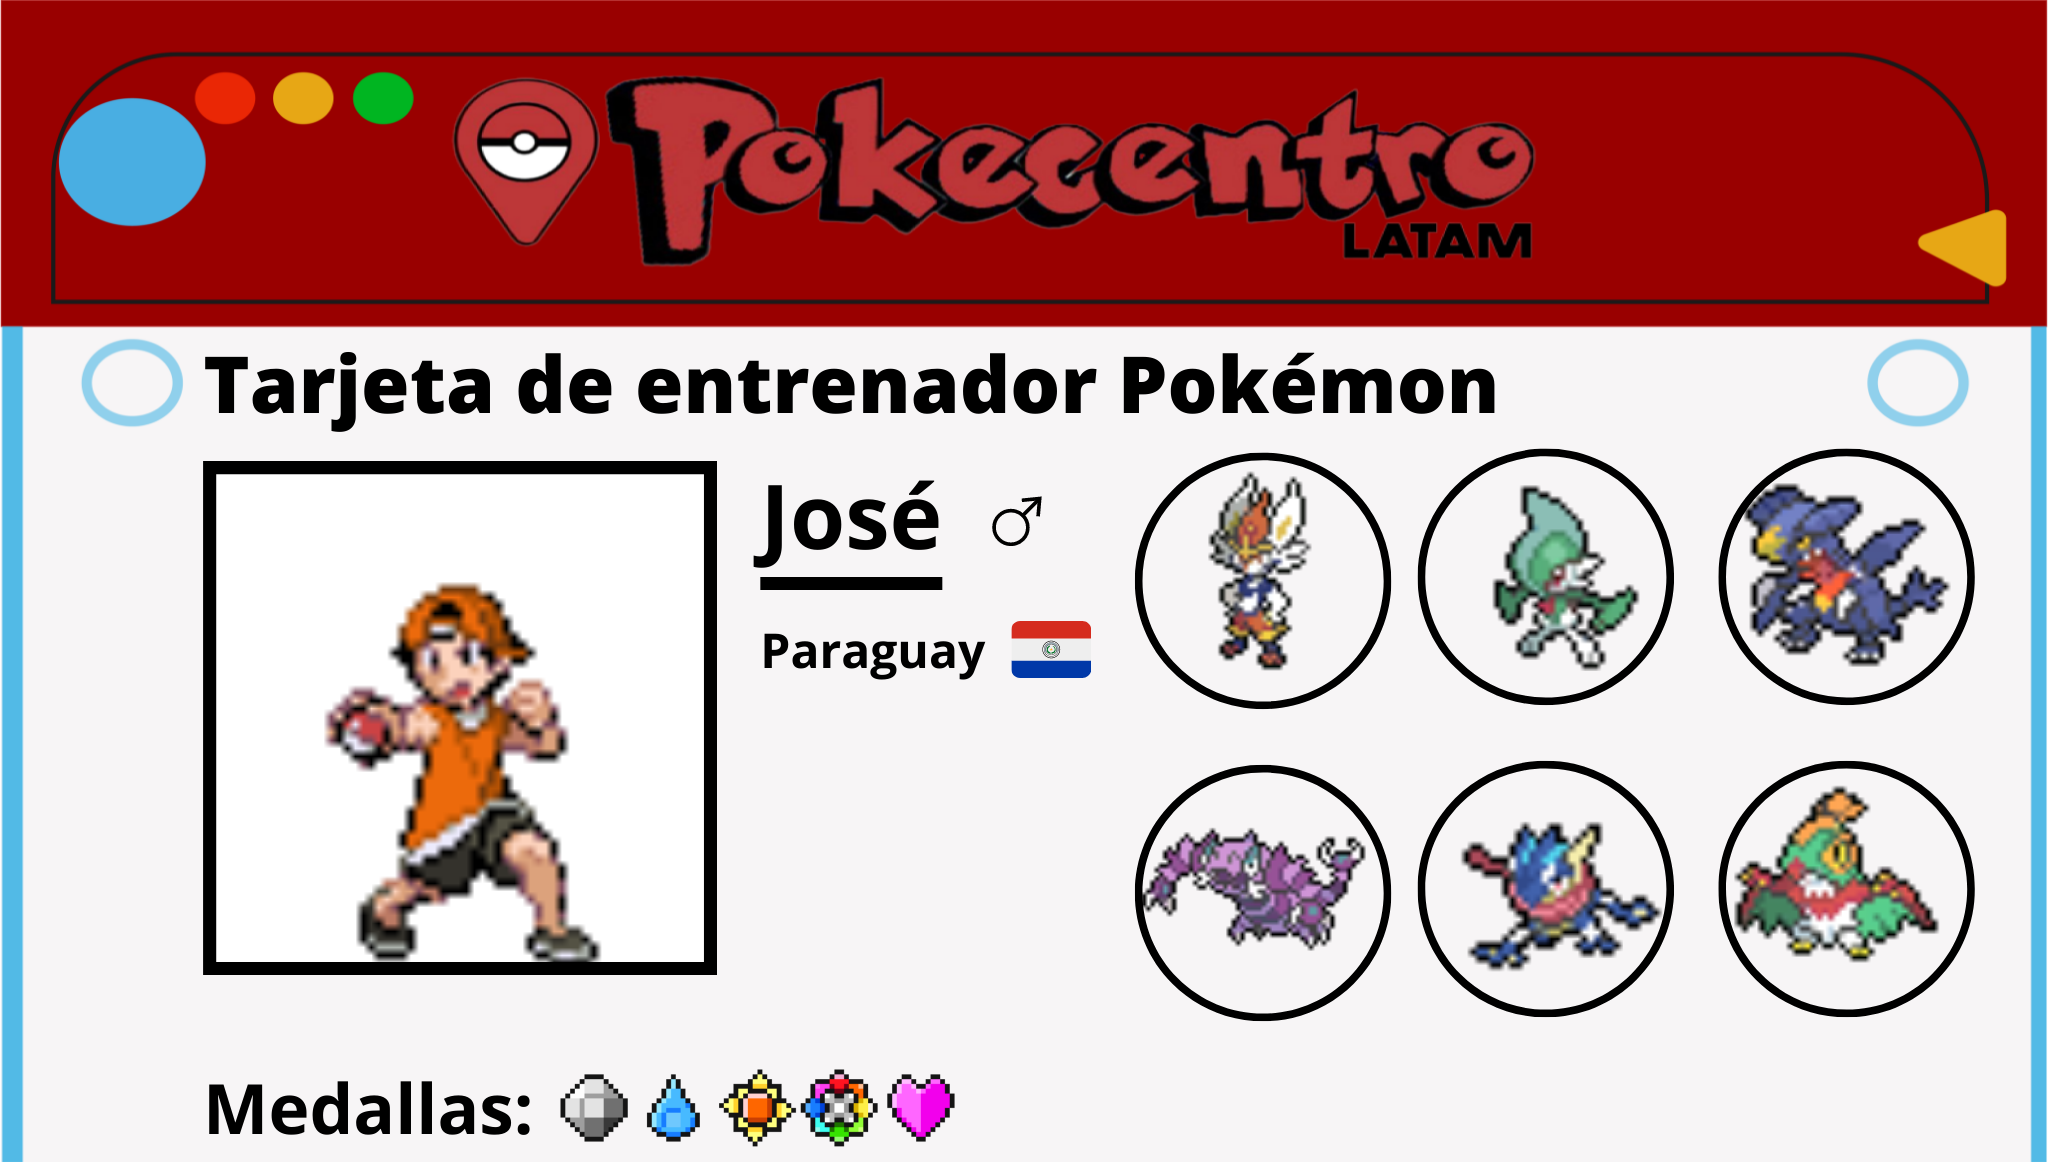 Pokecentro
LATAM
Tarjeta de entrenador Pokémon
José ♂
Paraguay
Medallas: